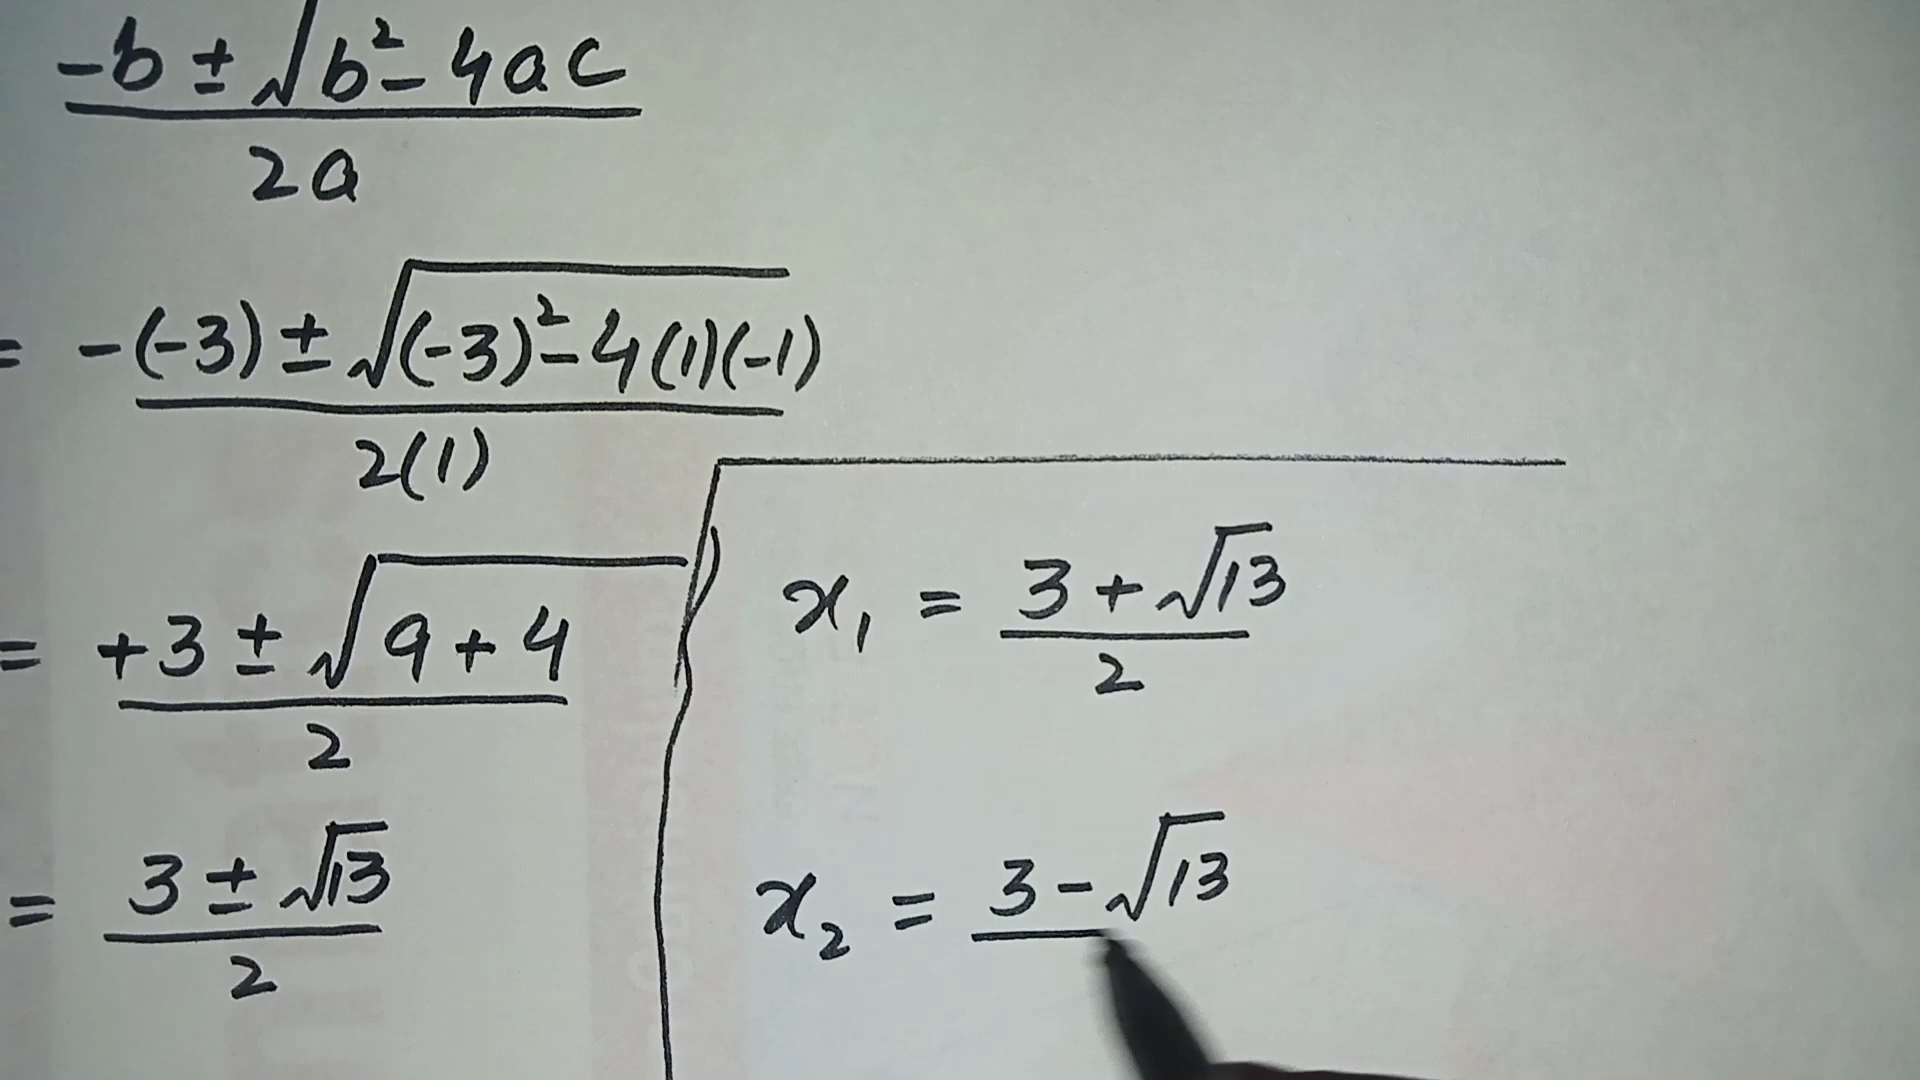 -b ± √b² - 4ac
2a
= -(-3) ± √(-3)² - 4(1)(-1)
2(1)
= +3 ± √9 + 4
2
= 3 ± √13
2
x₁ = 3 + √13
2
x₂ = 3 - √13